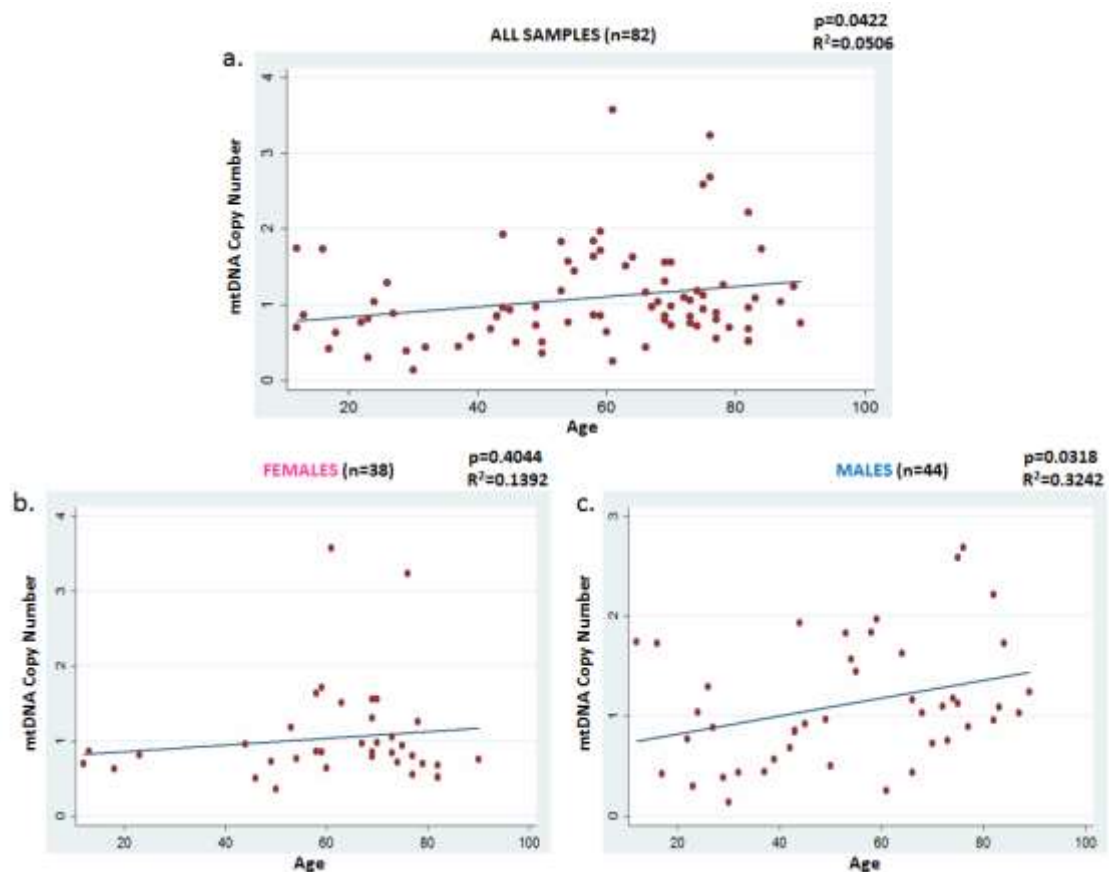 ALL SAMPLES (n=82)
p=0.0422
R²=0.0506
a.
mtDNA Copy Number
4
3
2
1
0
20 40 60 80 100
Age
FEMALES (n=38)
p=0.4044
R²=0.1392
b.
mtDNA Copy Number
4
3
2
1
0
20 40 60 80 100
Age
MALES (n=44)
p=0.0318
R²=0.3242
c.
mtDNA Copy Number
3
2
1
0
20 40 60 80 100
Age